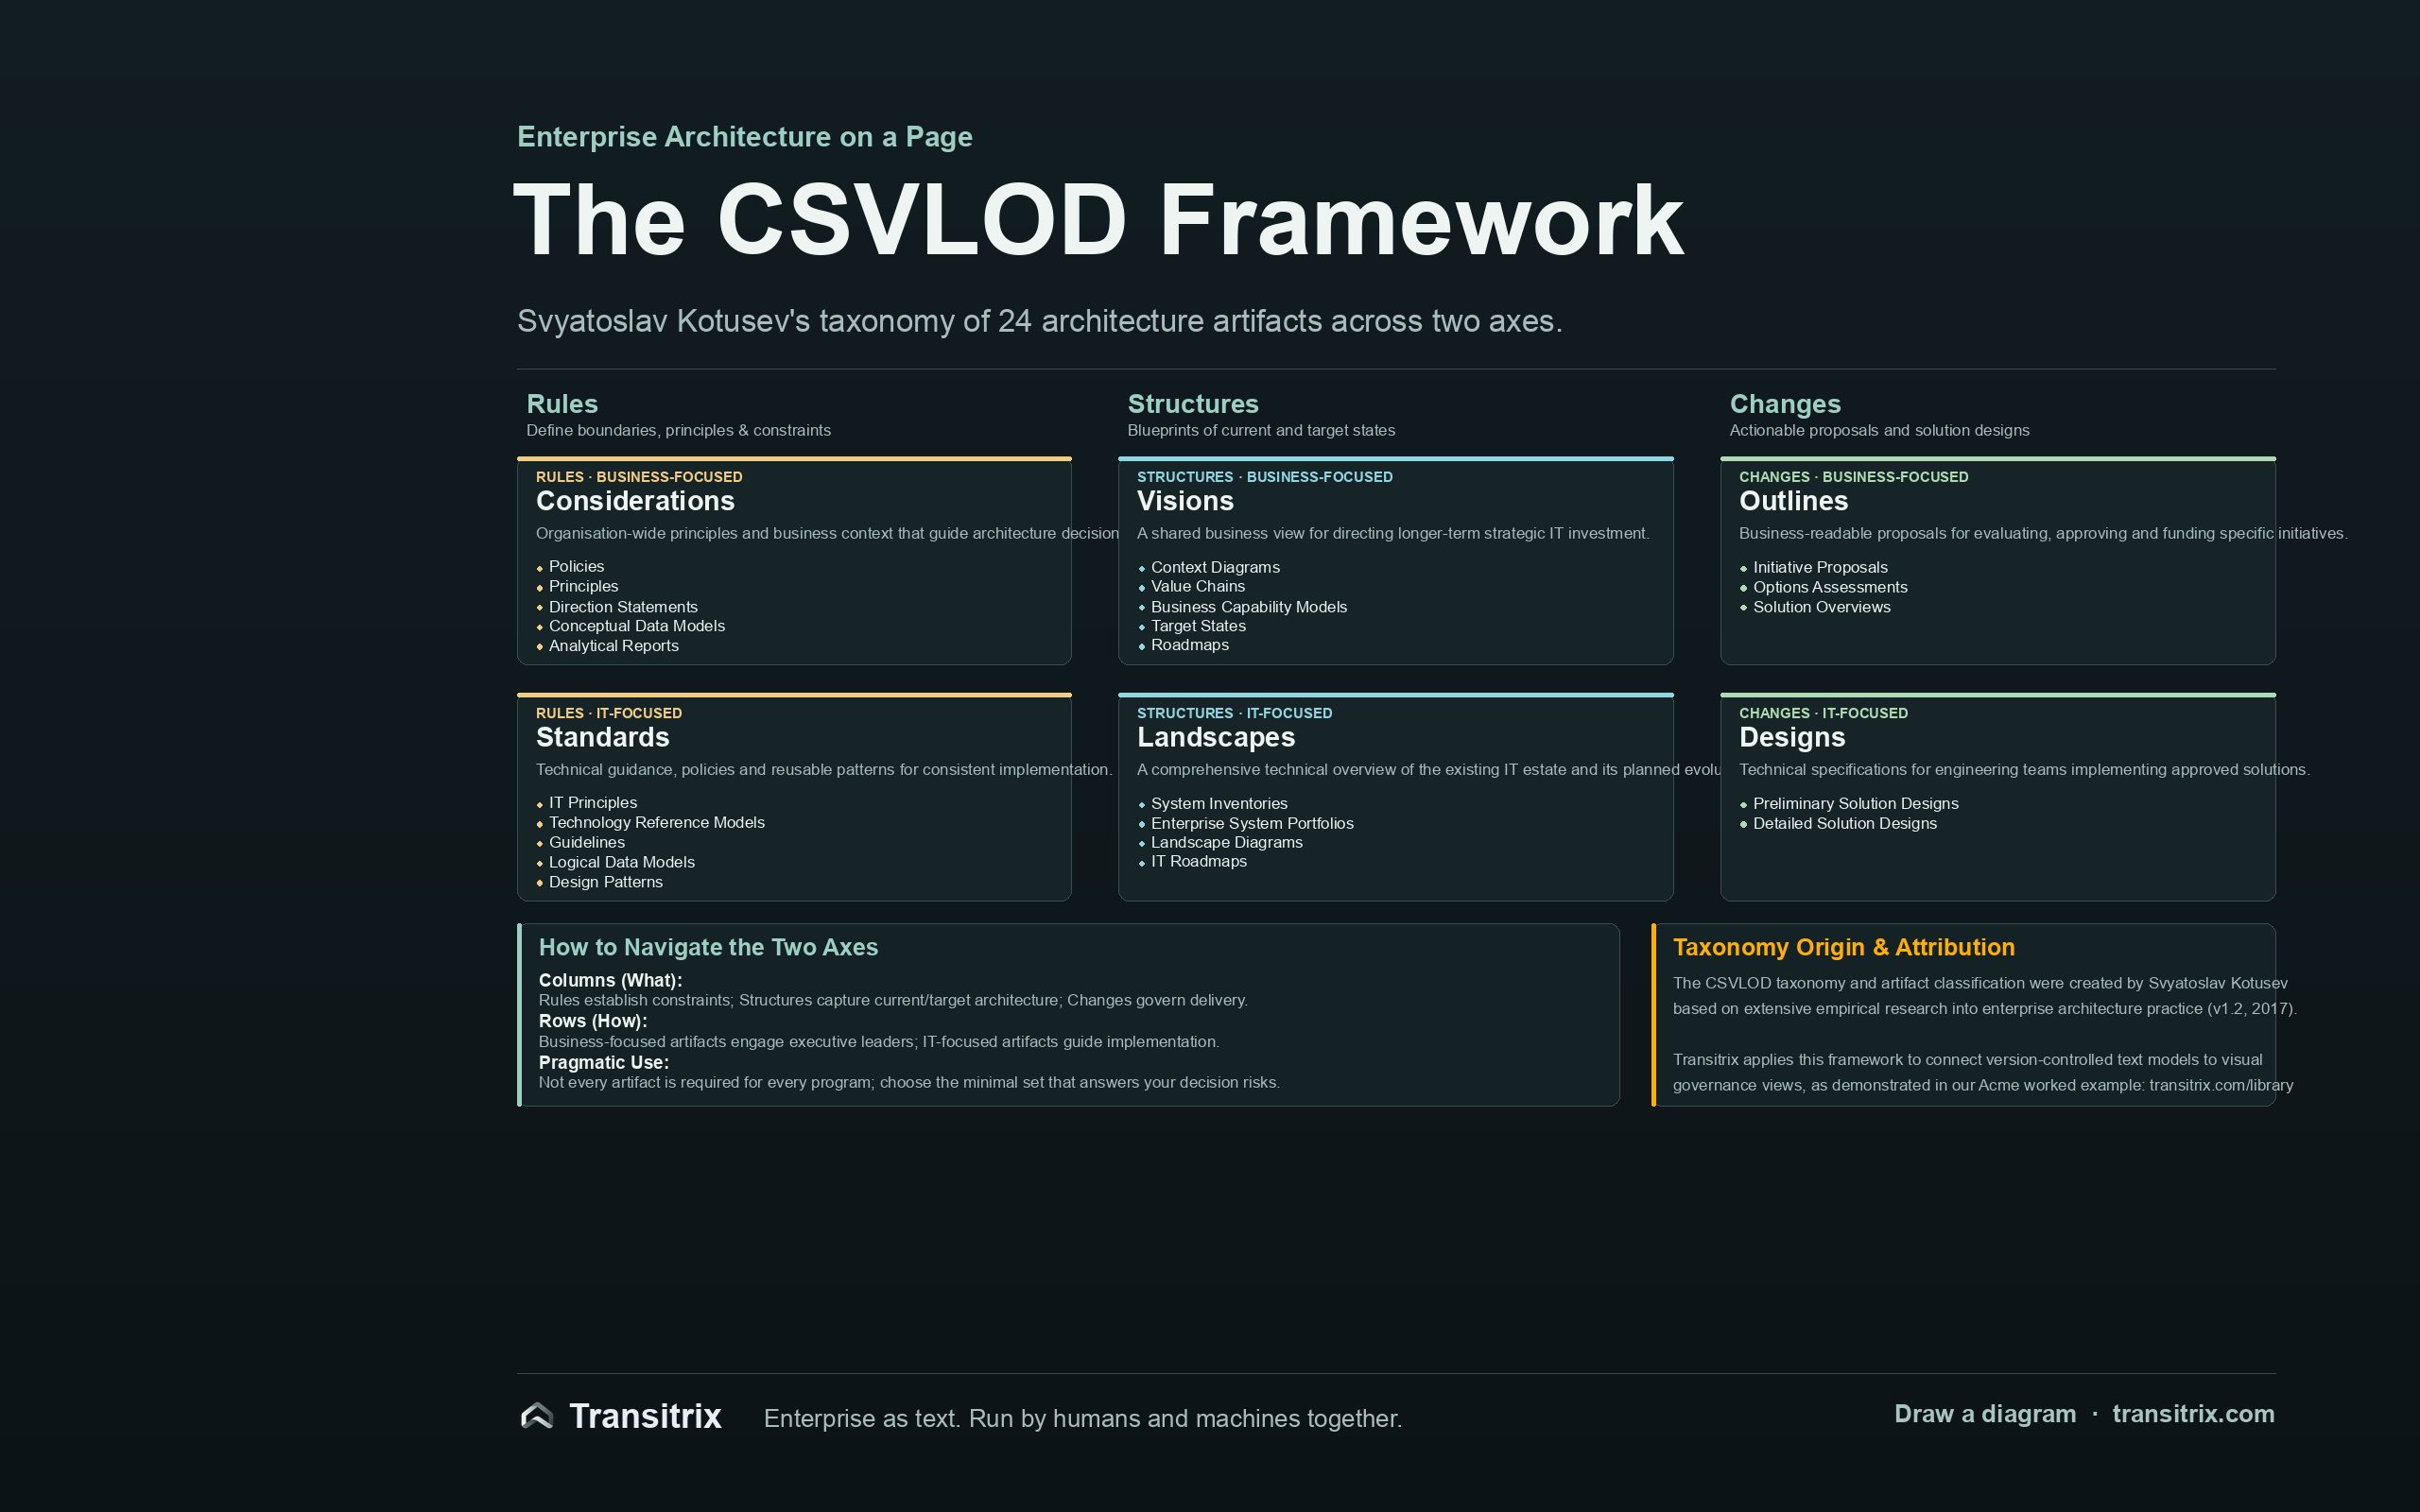 Enterprise Architecture on a Page
The CSVLOD Framework
Svyatoslav Kotusev's taxonomy of 24 architecture artifacts across two axes.
Rules
Define boundaries, principles & constraints
Structures
Blueprints of current and target states
Changes
Actionable proposals and solution designs
RULES · BUSINESS-FOCUSED
Considerations
Organisation-wide principles and business context that guide architecture decision
Policies
Principles
Direction Statements
Conceptual Data Models
Analytical Reports
STRUCTURES · BUSINESS-FOCUSED
Visions
A shared business view for directing longer-term strategic IT investment.
Context Diagrams
Value Chains
Business Capability Models
Target States
Roadmaps
CHANGES · BUSINESS-FOCUSED
Outlines
Business-readable proposals for evaluating, approving and funding specific initiatives.
Initiative Proposals
Options Assessments
Solution Overviews
RULES · IT-FOCUSED
Standards
Technical guidance, policies and reusable patterns for consistent implementation.
IT Principles
Technology Reference Models
Guidelines
Logical Data Models
Design Patterns
STRUCTURES · IT-FOCUSED
Landscapes
A comprehensive technical overview of the existing IT estate and its planned evolu
System Inventories
Enterprise System Portfolios
Landscape Diagrams
IT Roadmaps
CHANGES · IT-FOCUSED
Designs
Technical specifications for engineering teams implementing approved solutions.
Preliminary Solution Designs
Detailed Solution Designs
How to Navigate the Two Axes
Columns (What):
Rules establish constraints; Structures capture current/target architecture; Changes govern delivery.
Rows (How):
Business-focused artifacts engage executive leaders; IT-focused artifacts guide implementation.
Pragmatic Use:
Not every artifact is required for every program; choose the minimal set that answers your decision risks.
Taxonomy Origin & Attribution
The CSVLOD taxonomy and artifact classification were created by Svyatoslav Kotusev
based on extensive empirical research into enterprise architecture practice (v1.2, 2017).
Transitrix applies this framework to connect version-controlled text models to visual
governance views, as demonstrated in our Acme worked example: transitrix.com/library
Transitrix
Enterprise as text. Run by humans and machines together.
Draw a diagram · transitrix.com